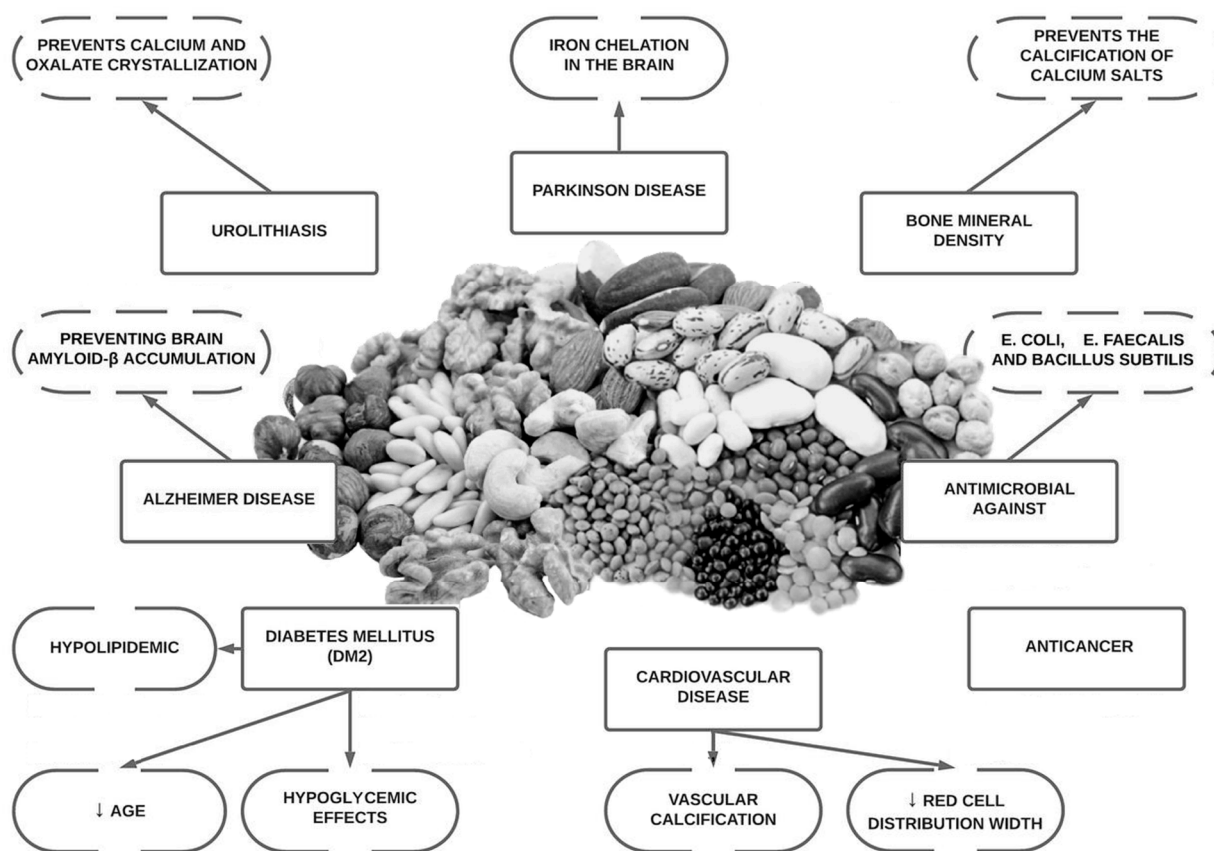 PREVENTS CALCIUM AND
OXALATE CRYSTALLIZATION
IRON CHELATION
IN THE BRAIN
PREVENTS THE
CALCIFICATION OF
CALCIUM SALTS
UROLITHIASIS
PARKINSON DISEASE
BONE MINERAL
DENSITY
PREVENTING BRAIN
AMYLOID-β ACCUMULATION
E. COLI, E. FAECALIS
AND BACILLUS SUBTILIS
ALZHEIMER DISEASE
ANTIMICROBIAL
AGAINST
HYPOLIPIDEMIC
DIABETES MELLITUS
(DM2)
CARDIOVASCULAR
DISEASE
ANTICANCER
↓ AGE
HYPOGLYCEMIC
EFFECTS
VASCULAR
CALCIFICATION
↓ RED CELL
DISTRIBUTION WIDTH